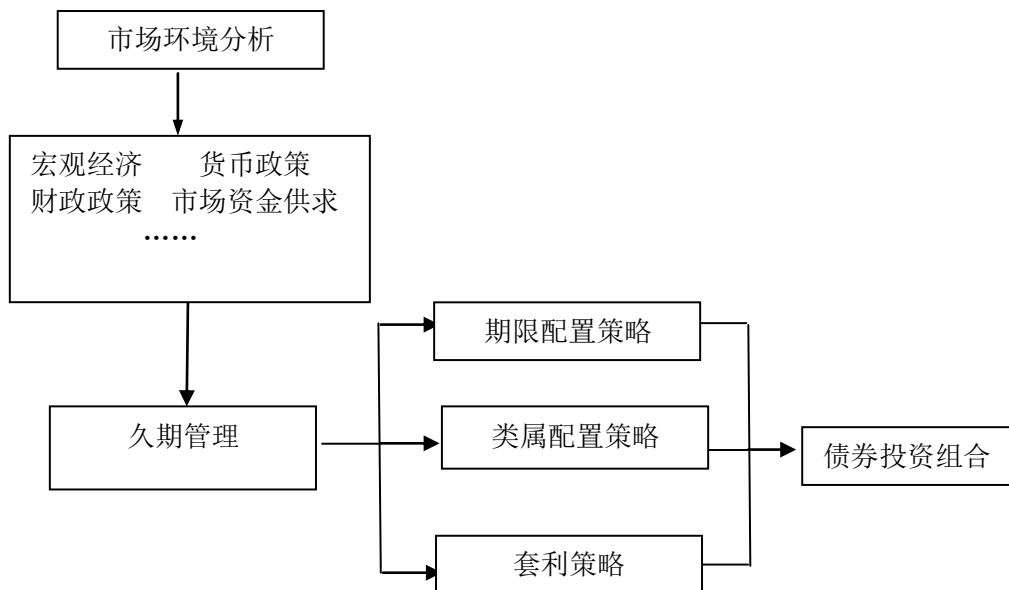 市场环境分析
宏观经济 货币政策
财政政策 市场资金供求
……
期限配置策略
久期管理
类属配置策略
债券投资组合
套利策略